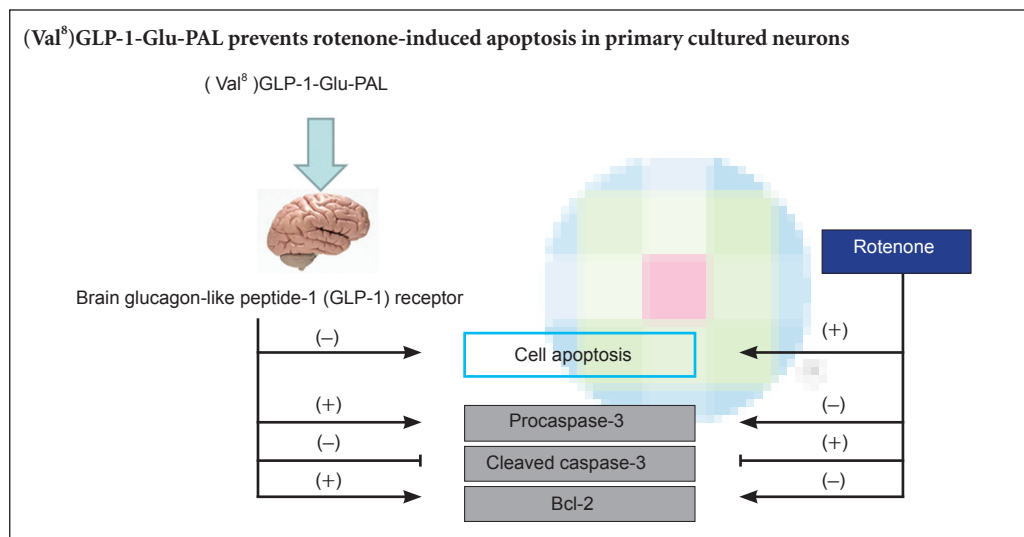 (Val⁸)GLP-1-Glu-PAL prevents rotenone-induced apoptosis in primary cultured neurons
( Val⁸ )GLP-1-Glu-PAL
Rotenone
Brain glucagon-like peptide-1 (GLP-1) receptor
(–)
Cell apoptosis
(+)
(+)
Procaspase-3
(–)
(–)
Cleaved caspase-3
(+)
(+)
Bcl-2
(–)